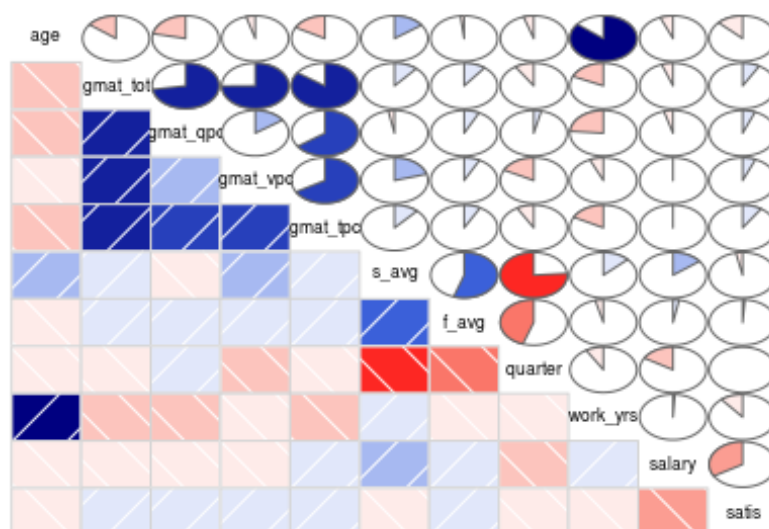 age
gmat_tot
gmat_qpc
gmat_vpc
gmat_tpc
s_avg
f_avg
quarter
work_yrs
salary
satis